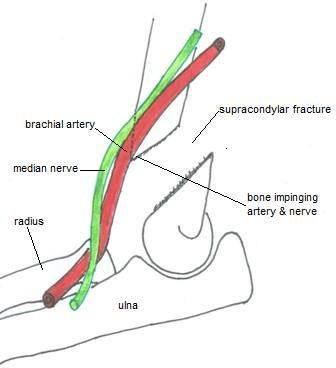 supracondylar fracture
brachial artery
median nerve
bone impinging
artery & nerve
radius
ulna